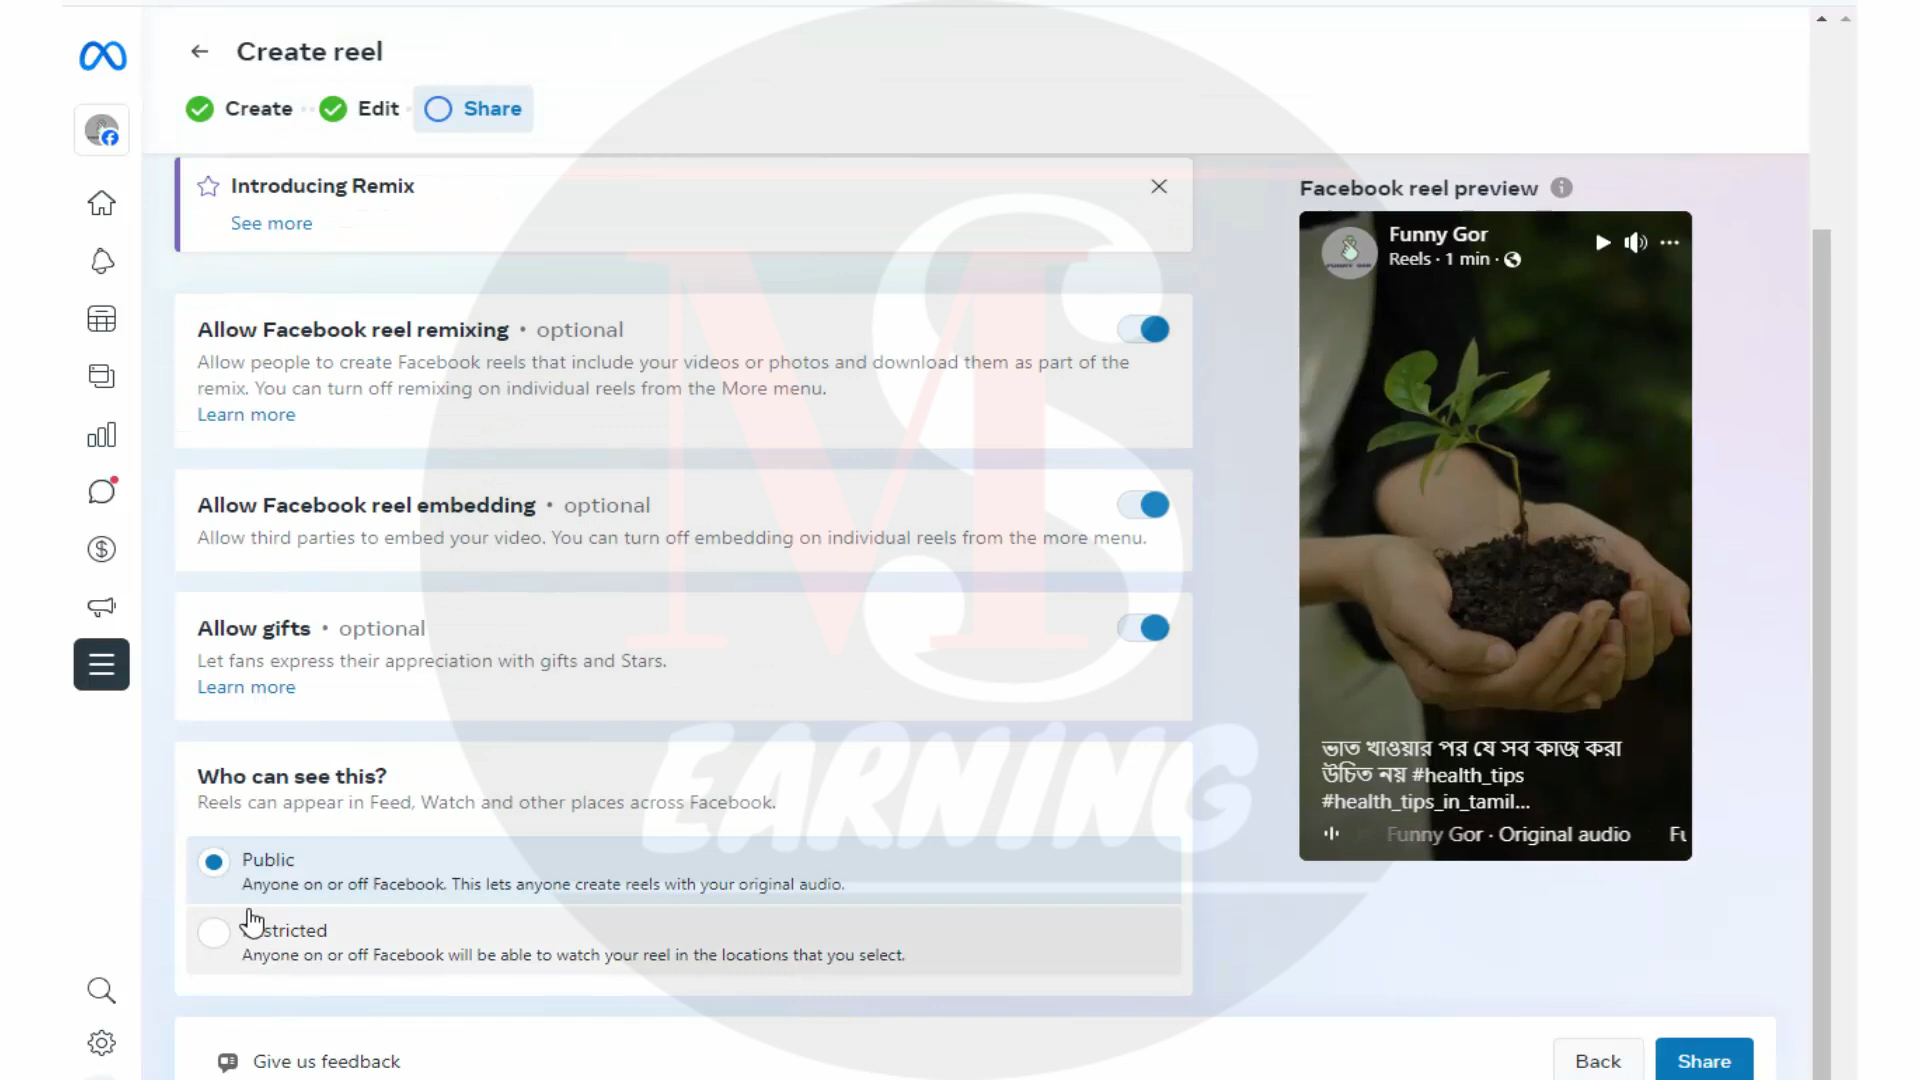 Create reel
Create
Edit
Share
Introducing Remix
See more
Allow Facebook reel remixing • optional
Allow people to create Facebook reels that include your videos or photos and download them as part of the
remix. You can turn off remixing on individual reels from the More menu.
Learn more
Allow Facebook reel embedding • optional
Allow third parties to embed your video. You can turn off embedding on individual reels from the more menu.
Allow gifts • optional
Let fans express their appreciation with gifts and Stars.
Learn more
Who can see this?
Reels can appear in Feed, Watch and other places across Facebook.
Public
Anyone on or off Facebook. This lets anyone create reels with your original audio.
stricted
Anyone on or off Facebook will be able to watch your reel in the locations that you select.
Give us feedback
Back
Share
Facebook reel preview
Funny Gor
Reels · 1 min ·
ভাত খাওয়ার পর যে সব কাজ করা
উচিত নয় #health_tips
#health_tips_in_tamil...
Funny Gor · Original audio Fu
MS
EARNING